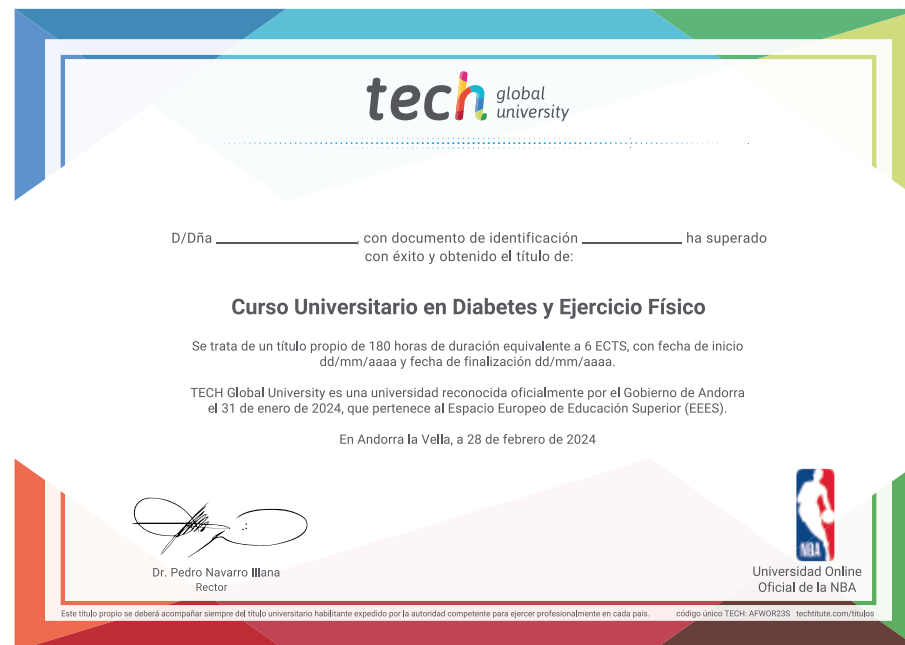 tech global university
D/Dña ____________________, con documento de identificación ______________ ha superado
con éxito y obtenido el título de:
Curso Universitario en Diabetes y Ejercicio Físico
Se trata de un título propio de 180 horas de duración equivalente a 6 ECTS, con fecha de inicio
dd/mm/aaaa y fecha de finalización dd/mm/aaaa.
TECH Global University es una universidad reconocida oficialmente por el Gobierno de Andorra
el 31 de enero de 2024, que pertenece al Espacio Europeo de Educación Superior (EEES).
En Andorra la Vella, a 28 de febrero de 2024
Dr. Pedro Navarro Illana
Rector
NBA
Universidad Online
Oficial de la NBA
Este título propio se deberá acompañar siempre del título universitario habilitante expedido por la autoridad competente para ejercer profesionalmente en cada país. código único TECH: AFWOR23S techtitute.com/titulos